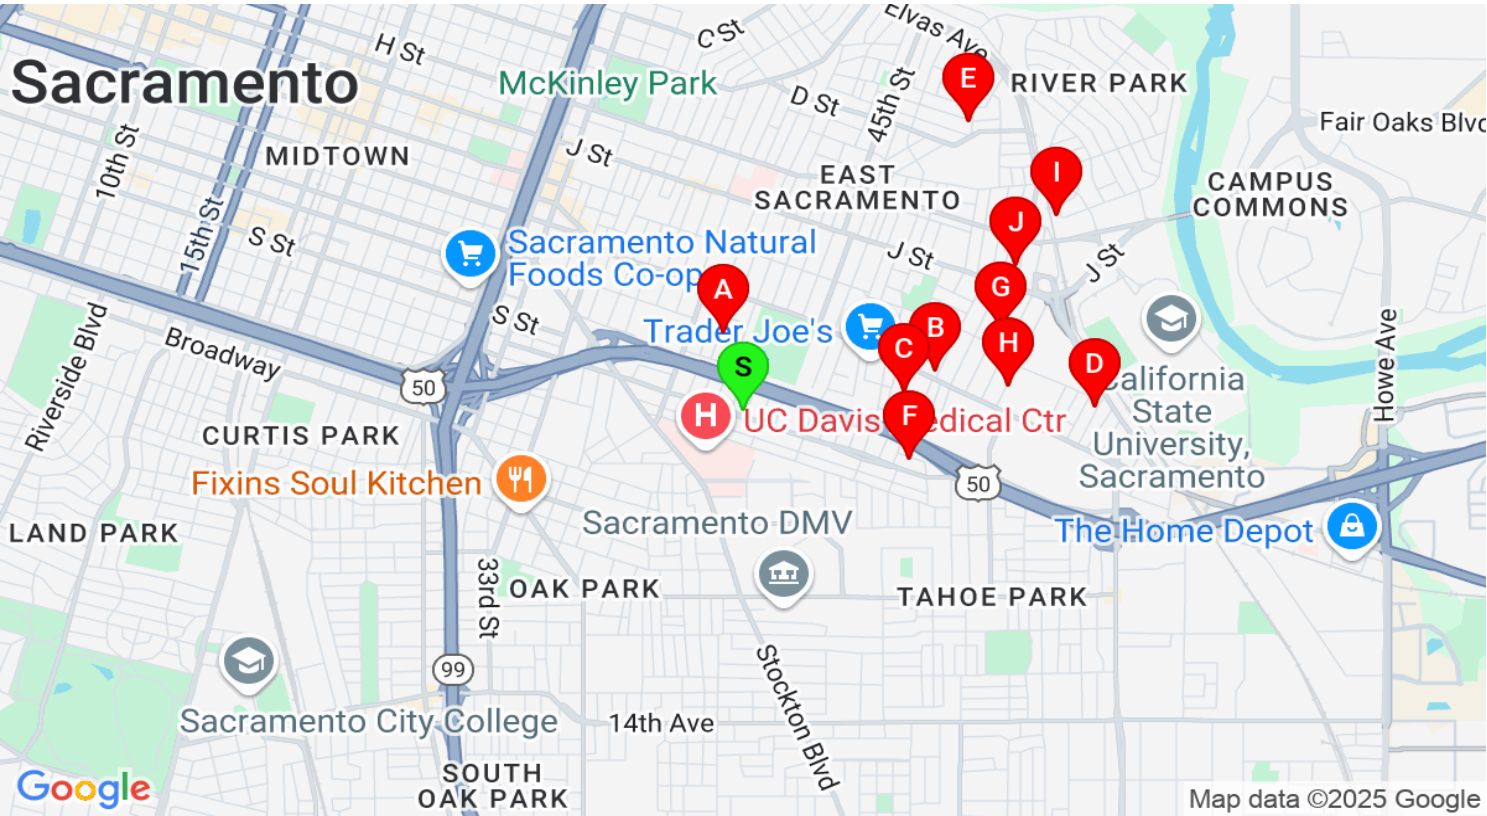 Elvas Ave
C St
H St
Sacramento
McKinley Park
E
RIVER PARK
D St
45th St
Fair Oaks Blvd
10th St
MIDTOWN
J St
I
EAST
SACRAMENTO
CAMPUS
COMMONS
15th St
S St
Sacramento Natural
Foods Co-op
J
J St
J St
A
G
Riverside Blvd
Broadway
S St
Trader Joe's
B
C
H
D
S
Howe Ave
50
California
State
University,
Sacramento
H
UC Davis Medical Ctr
F
CURTIS PARK
Fixins Soul Kitchen
50
LAND PARK
Sacramento DMV
The Home Depot
33rd St
OAK PARK
TAHOE PARK
99
Stockton Blvd
Sacramento City College
14th Ave
SOUTH
OAK PARK
Google
Map data ©2025 Google